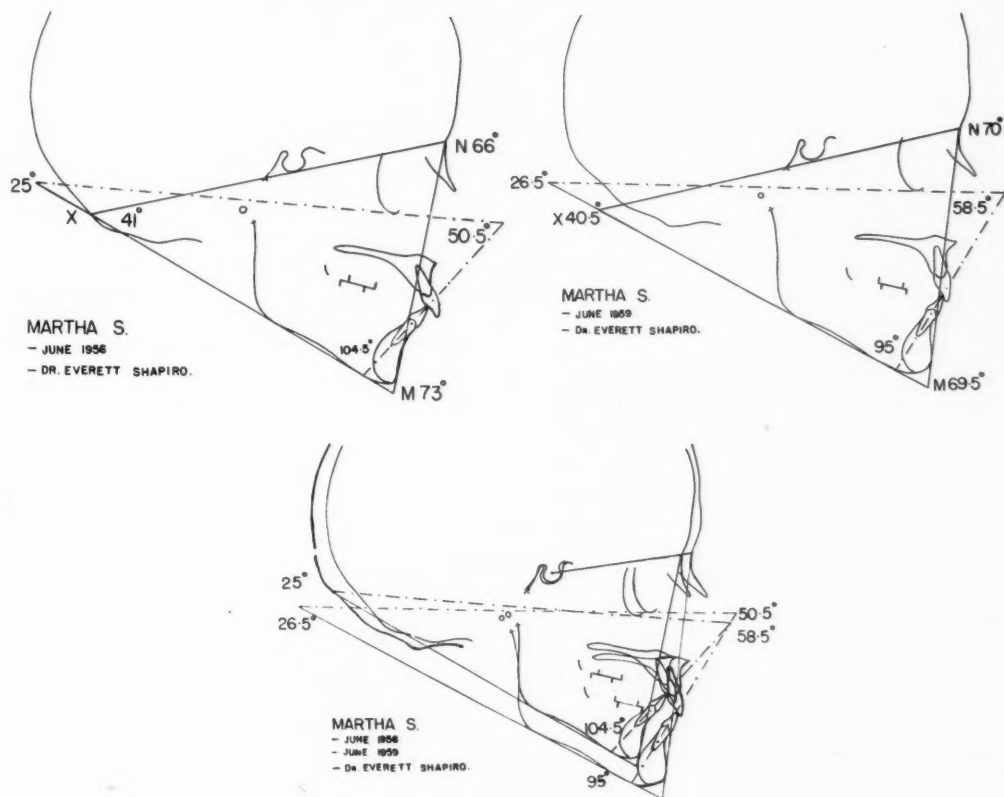 N 66°
25°
X 41°
50·5°
MARTHA S.
— JUNE 1956
— DR. EVERETT SHAPIRO.
104·5°
M 73°
N 70°
26·5°
X 40·5°
58·5°
MARTHA S.
— JUNE 1959
— DR. EVERETT SHAPIRO.
95°
M 69·5°
25°
26·5°
50·5°
58·5°
MARTHA S.
— JUNE 1956
— JUNE 1959
— DR. EVERETT SHAPIRO.
104·5°
95°